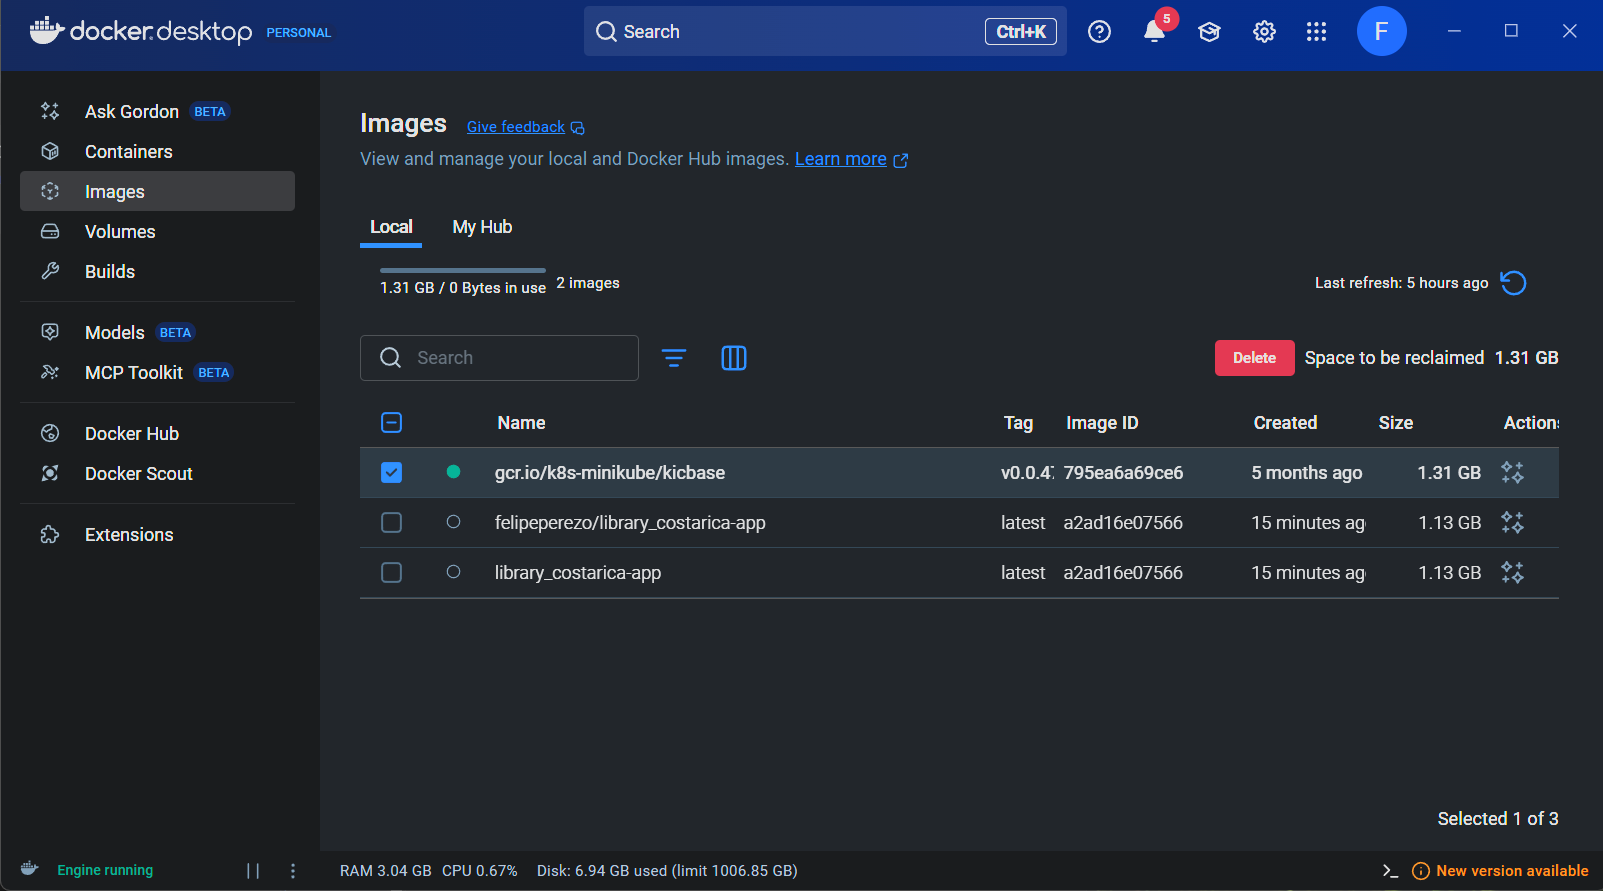 docker.desktop PERSONAL
Search Ctrl+K
5
F
Ask Gordon BETA
Containers
Images
Volumes
Builds
Models BETA
MCP Toolkit BETA
Docker Hub
Docker Scout
Extensions
Images Give feedback
View and manage your local and Docker Hub images. Learn more
Local My Hub
1.31 GB / 0 Bytes in use 2 images
Last refresh: 5 hours ago
Search
Delete Space to be reclaimed 1.31 GB
Name Tag Image ID Created Size Actions
gcr.io/k8s-minikube/kicbase v0.0.47 795ea6a69ce6 5 months ago 1.31 GB
felipeperezo/library_costarica-app latest a2ad16e07566 15 minutes ag 1.13 GB
library_costarica-app latest a2ad16e07566 15 minutes ag 1.13 GB
Selected 1 of 3
Engine running
RAM 3.04 GB CPU 0.67% Disk: 6.94 GB used (limit 1006.85 GB)
New version available